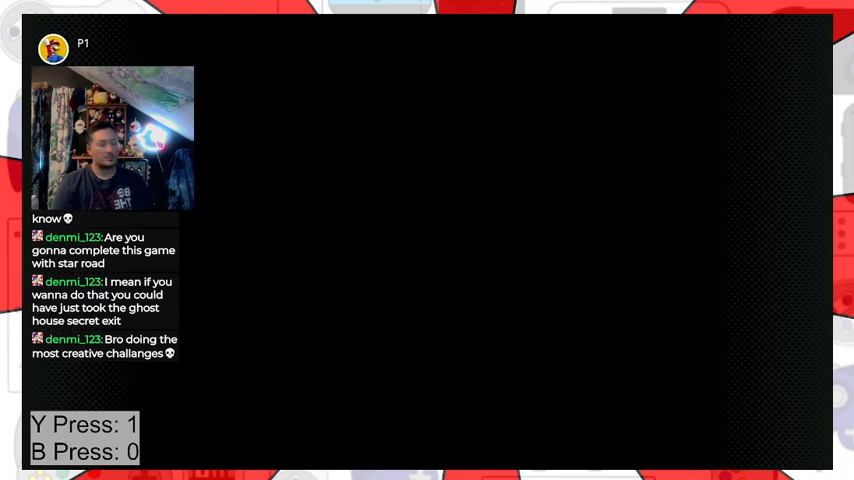 P1
know💀
denmi_123: Are you
gonna complete this game
with star road
denmi_123: I mean if you
wanna do that you could
have just took the ghost
house secret exit
denmi_123: Bro doing the
most creative challanges💀
Y Press: 1
B Press: 0